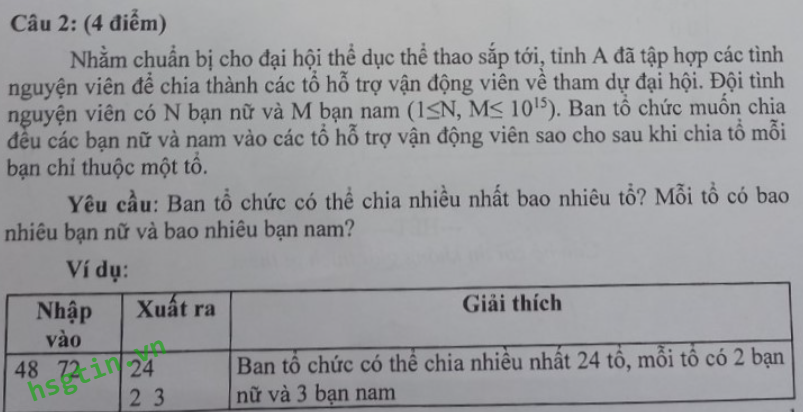 Câu 2: (4 điểm)
Nhằm chuẩn bị cho đại hội thể dục thể thao sắp tới, tỉnh A đã tập hợp các tình
nguyện viên để chia thành các tổ hỗ trợ vận động viên về tham dự đại hội. Đội tình
nguyện viên có N bạn nữ và M bạn nam (1≤N, M≤ 10¹⁵). Ban tổ chức muốn chia
đều các bạn nữ và nam vào các tổ hỗ trợ vận động viên sao cho sau khi chia tổ mỗi
bạn chỉ thuộc một tổ.
Yêu cầu: Ban tổ chức có thể chia nhiều nhất bao nhiêu tổ? Mỗi tổ có bao
nhiêu bạn nữ và bao nhiêu bạn nam?
Ví dụ:
Nhập vào Xuất ra Giải thích
48 72 24 Ban tổ chức có thể chia nhiều nhất 24 tổ, mỗi tổ có 2 bạn
2 3 nữ và 3 bạn nam
hsgtin.vn